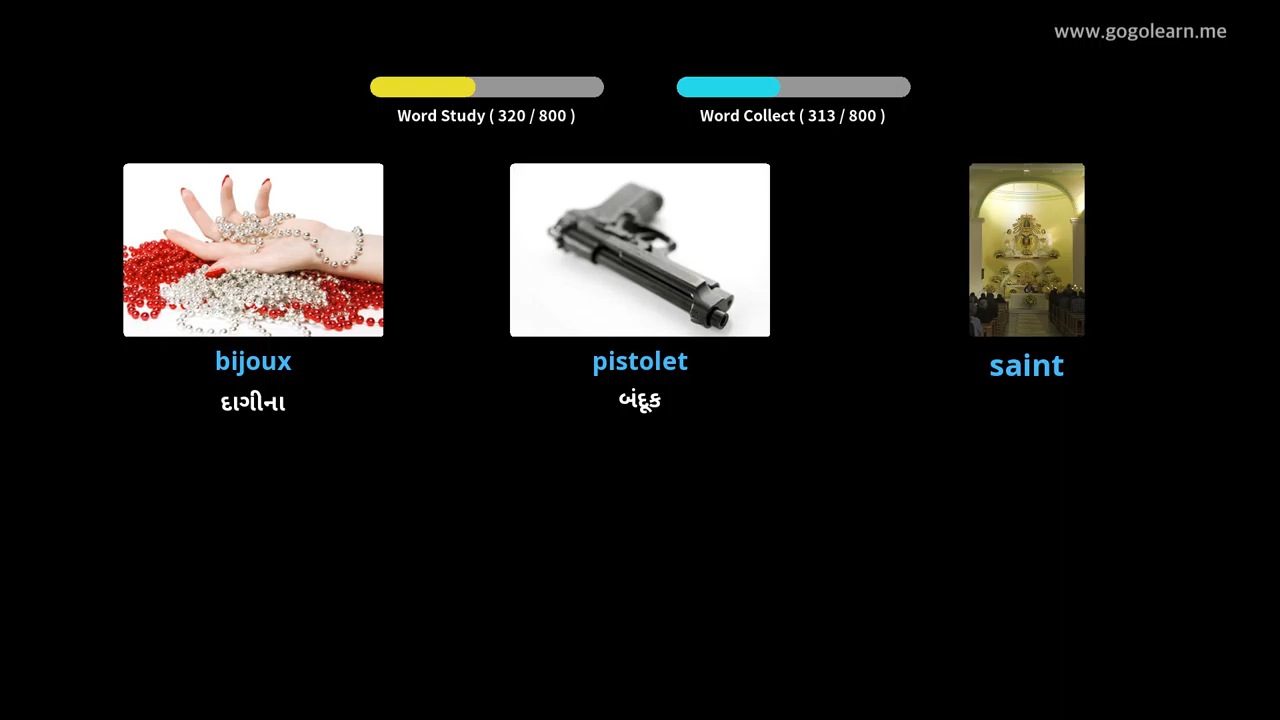 www.gogolearn.me
Word Study ( 320 / 800 )
Word Collect ( 313 / 800 )
bijoux
દાગીના
pistolet
બંદૂક
saint